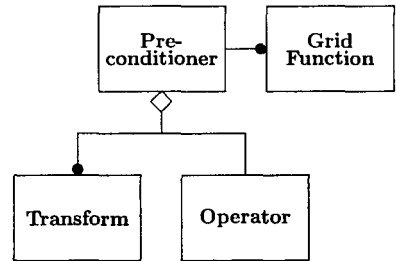 Pre-
conditioner
Grid
Function
Transform
Operator